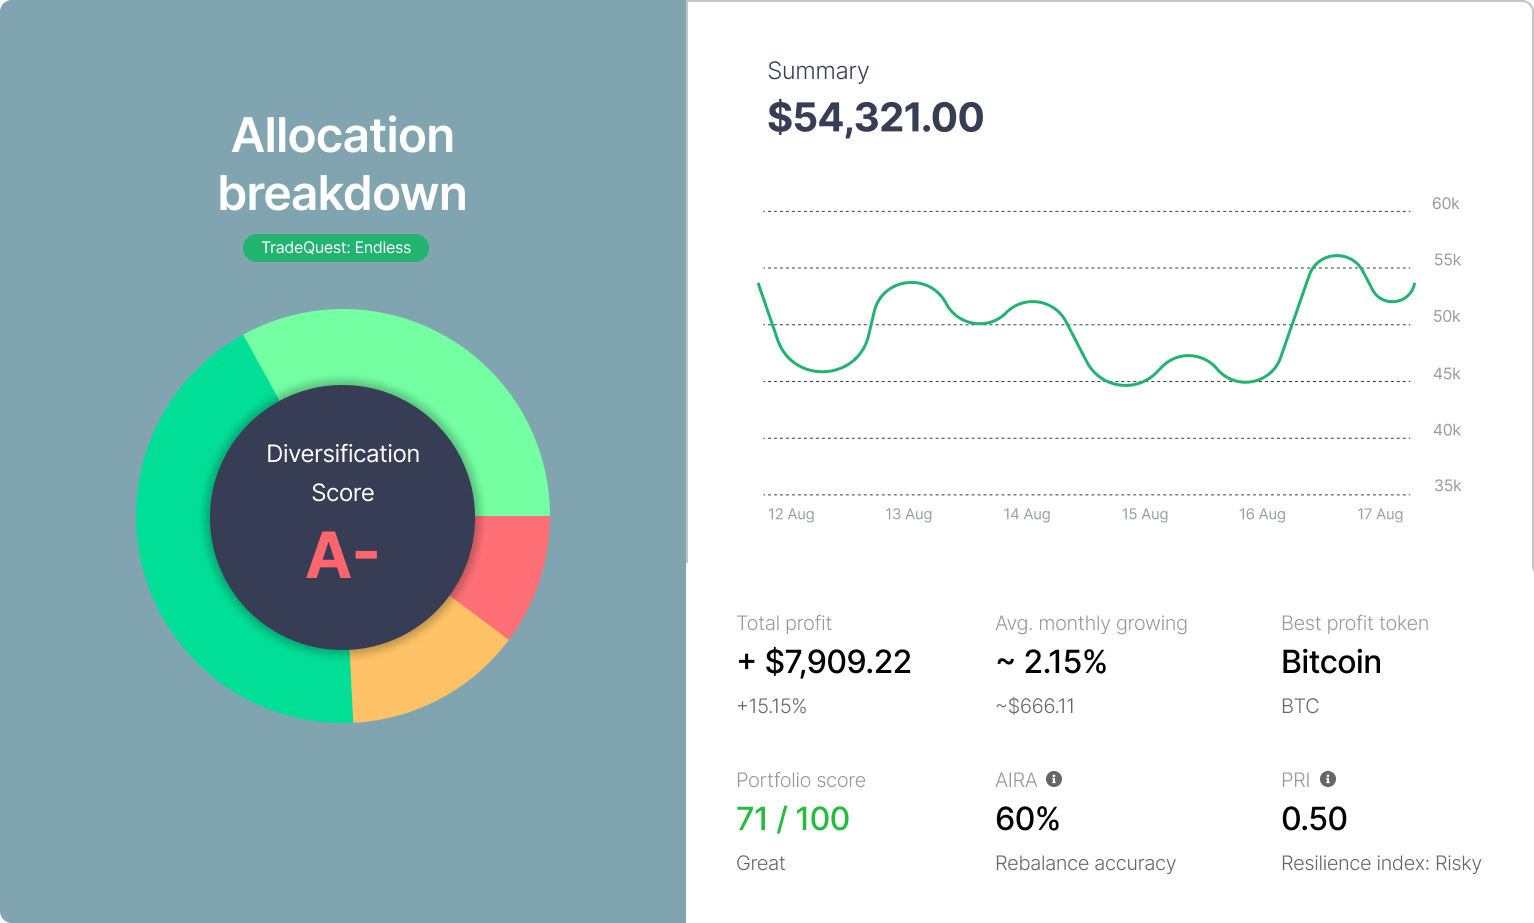 Allocation
breakdown
TradeQuest: Endless
Diversification
Score
A-
Summary
$54,321.00
60k
55k
50k
45k
40k
35k
12 Aug
13 Aug
14 Aug
15 Aug
16 Aug
17 Aug
Total profit
+ $7,909.22
+15.15%
Avg. monthly growing
~ 2.15%
~$666.11
Best profit token
Bitcoin
BTC
Portfolio score
71 / 100
Great
AIRA
60%
Rebalance accuracy
PRI
0.50
Resilience index: Risky